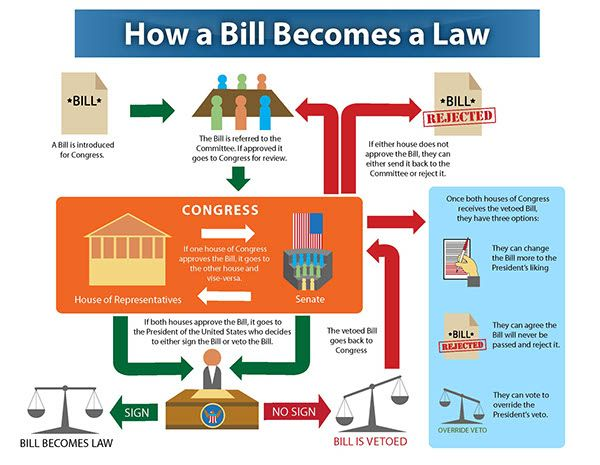 How a Bill Becomes a Law
*BILL*
A Bill is introduced
for Congress.
The Bill is referred to the
Committee. If approved it
goes to Congress for review.
*BILL*
REJECTED
If either house does not
approve the Bill, they can
either send it back to the
Committee or reject it.
CONGRESS
If one house of Congress
approves the Bill, it goes to
the other house and
vise-versa.
House of Representatives
Senate
Once both houses of Congress
receives the vetoed Bill,
they have three options:
They can change
the Bill more to the
President's liking
*BILL*
REJECTED
They can agree the
Bill will never be
passed and reject it.
They can vote to
override the
President's veto.
OVERRIDE VETO
If both houses approve the Bill, it goes to
the President of the United States who decides
to either sign the Bill or veto the Bill.
The vetoed Bill
goes back to
Congress
SIGN
NO SIGN
BILL BECOMES LAW
BILL IS VETOED